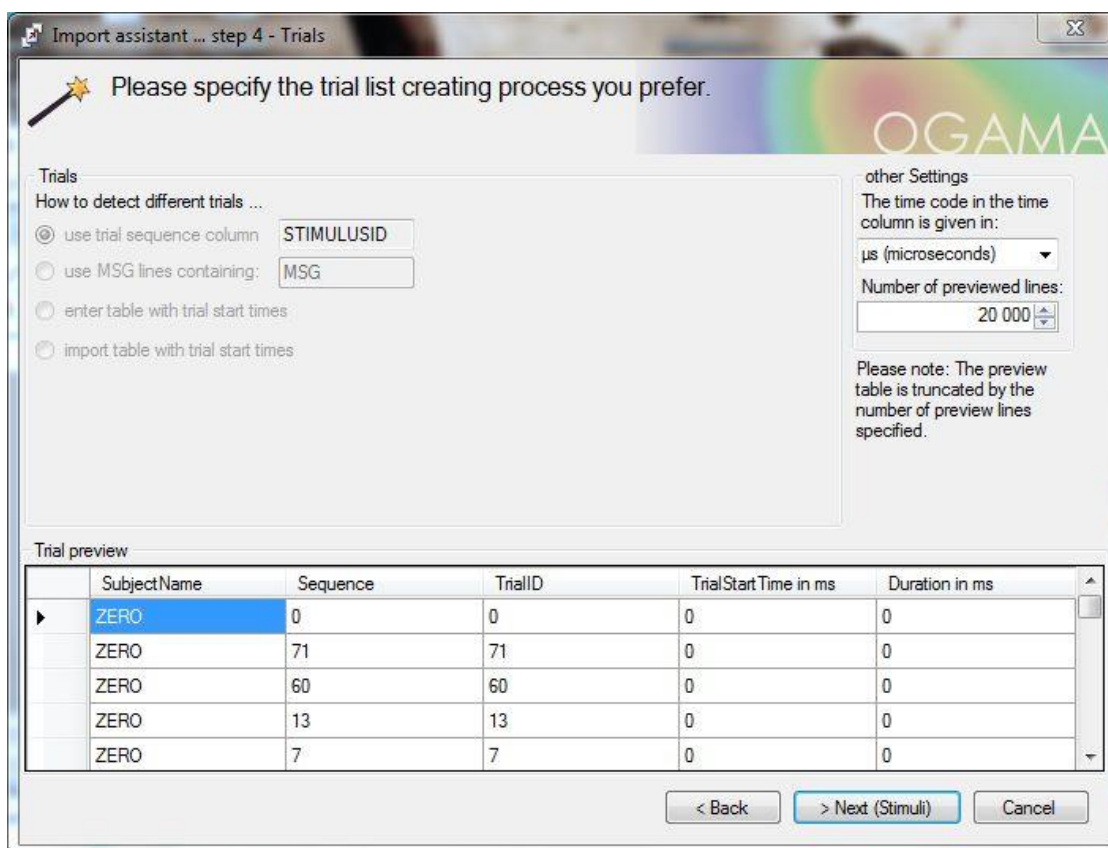 Import assistant ... step 4 - Trials
Please specify the trial list creating process you prefer.
OGAMA
Trials
How to detect different trials ...
use trial sequence column STIMULUSID
use MSG lines containing: MSG
enter table with trial start times
import table with trial start times
other Settings
The time code in the time
column is given in:
µs (microseconds)
Number of previewed lines:
20 000
Please note: The preview
table is truncated by the
number of preview lines
specified.
Trial preview
SubjectName Sequence TrialID TrialStartTime in ms Duration in ms
ZERO 0 0 0 0
ZERO 71 71 0 0
ZERO 60 60 0 0
ZERO 13 13 0 0
ZERO 7 7 0 0
< Back > Next (Stimuli) Cancel